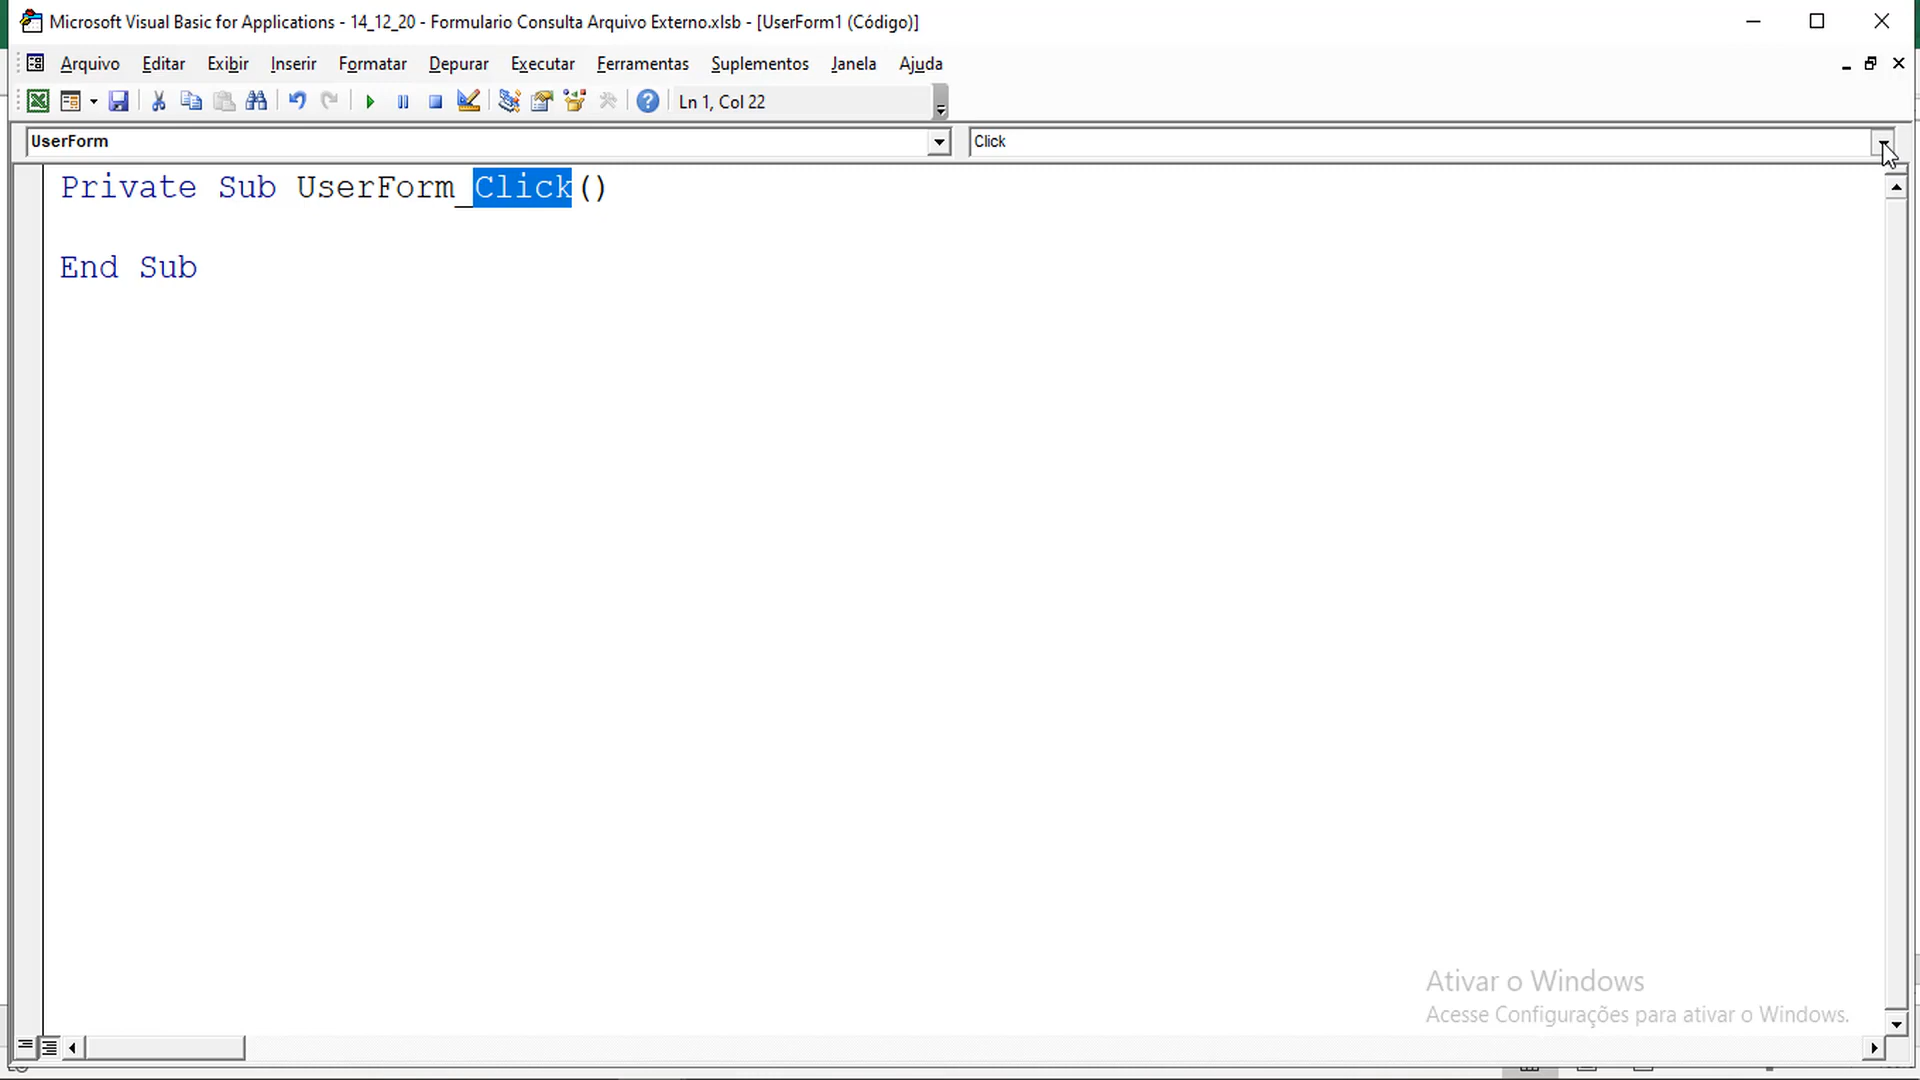 Microsoft Visual Basic for Applications - 14_12_20 - Formulario Consulta Arquivo Externo.xlsb - [UserForm1 (Código)]
Arquivo Editar Exibir Inserir Formatar Depurar Executar Ferramentas Suplementos Janela Ajuda
Ln 1, Col 22
UserForm Click
Private Sub UserForm_Click()
End Sub
Ativar o Windows
Acesse Configurações para ativar o Windows.